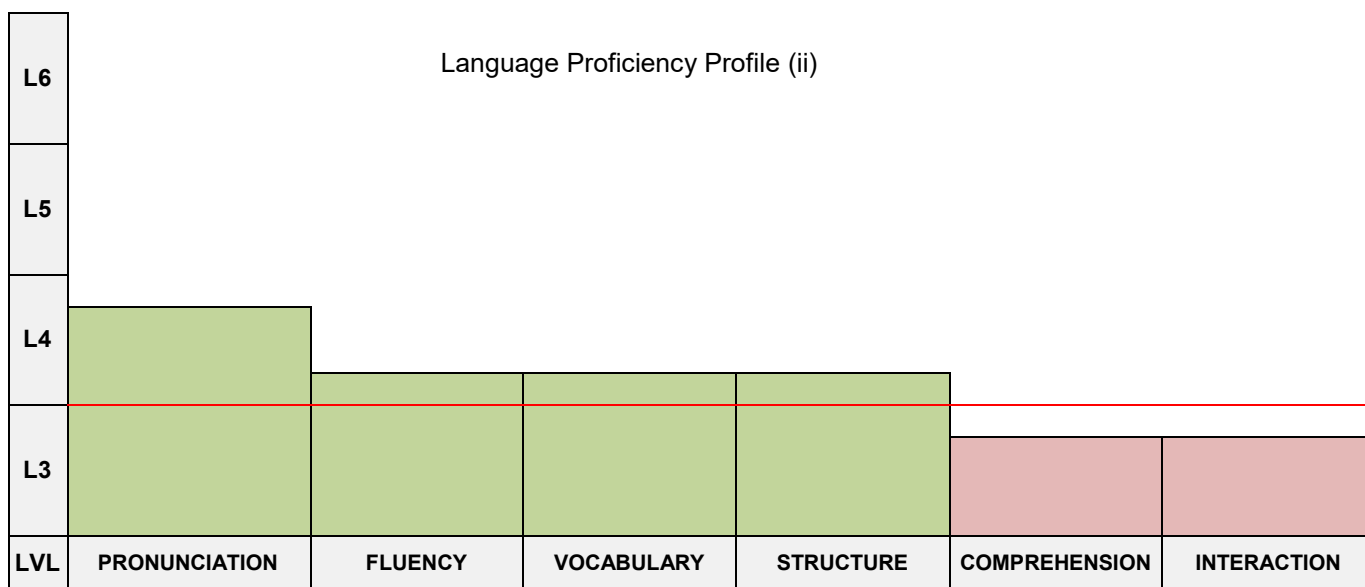 Language Proficiency Profile (ii)
L6
L5
L4
L3
LVL PRONUNCIATION FLUENCY VOCABULARY STRUCTURE COMPREHENSION INTERACTION